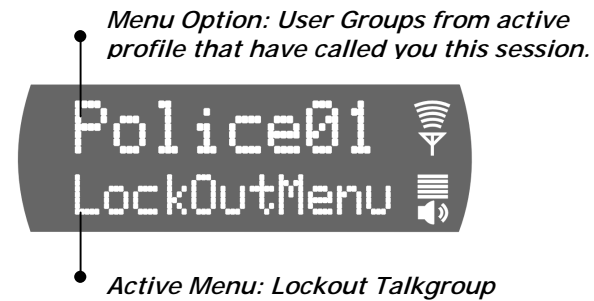 Menu Option: User Groups from active
profile that have called you this session.
Police01
LockOutMenu
Active Menu: Lockout Talkgroup